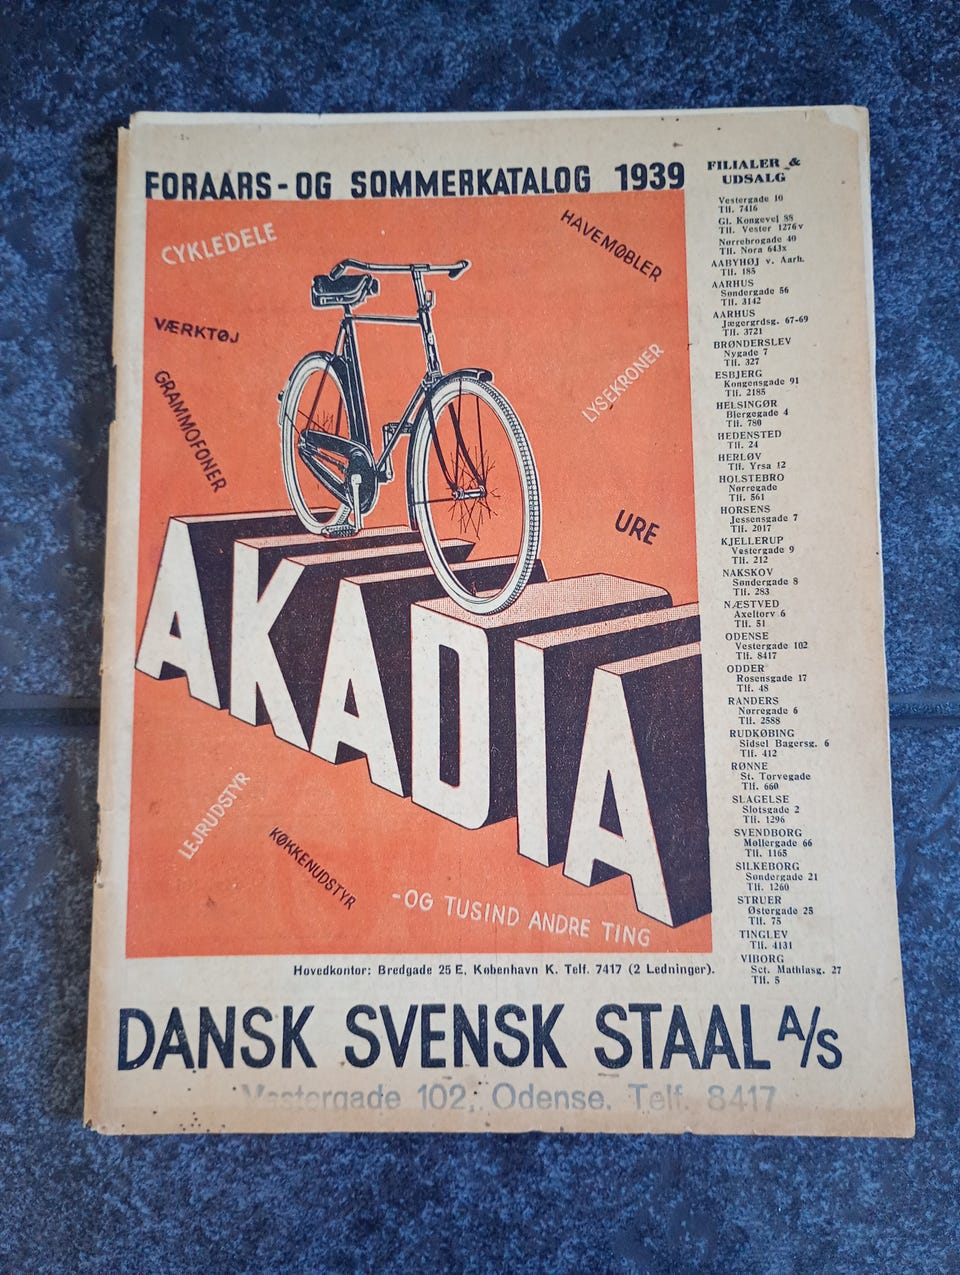 FORAARS-OG SOMMERKATALOG 1939
CYKLEDELE
HAVEMØBLER
VÆRKTØJ
GRAMMOFONER
LYSEKRONER
URE
AKADIA
LEJRUDSTYR
KØKKENUDSTYR
-OG TUSIND ANDRE TING
FILIALER &
UDSALG
Vestergade 10
Tlf. 7416
Gl. Kongevej 88
Tlf. Vester 1276v
Nørrebrogade 40
Tlf. Nora 643x
AABYHØJ v. Aarh.
Tlf. 185
AARHUS
Søndergade 56
Tlf. 3142
AARHUS
Jægergrdsg. 67-69
Tlf. 3721
BRØNDERSLEV
Nygade 7
Tlf. 327
ESBJERG
Kongensgade 91
Tlf. 2185
HELSINGØR
Bjergegade 4
Tlf. 780
HEDENSTED
Tlf. 24
HERLØV
Tlf. Yrsa 12
HOLSTEBRO
Nørregade
Tlf. 561
HORSENS
Jessensgade 7
Tlf. 2017
KJELLERUP
Vestergade 9
Tlf. 212
NAKSKOV
Søndergade 8
Tlf. 283
NÆSTVED
Axeltorv 6
Tlf. 51
ODENSE
Vestergade 102
Tlf. 8417
ODDER
Rosensgade 17
Tlf. 48
RANDERS
Nørregade 6
Tlf. 2588
RUDKØBING
Sidsel Bagersg. 6
Tlf. 412
RØNNE
St. Torvegade
Tlf. 660
SLAGELSE
Slotsgade 2
Tlf. 1296
SVENDBORG
Møllergade 66
Tlf. 1165
SILKEBORG
Søndergade 21
Tlf. 1260
STRUER
Østergade 25
Tlf. 75
TINGLEV
Tlf. 4131
VIBORG
Sct. Mathiasg. 27
Tlf. 5
Hovedkontor: Bredgade 25 E, København K. Telf. 7417 (2 Ledninger).
DANSK SVENSK STAAL A/S
Vestergade 102, Odense. Telf. 8417